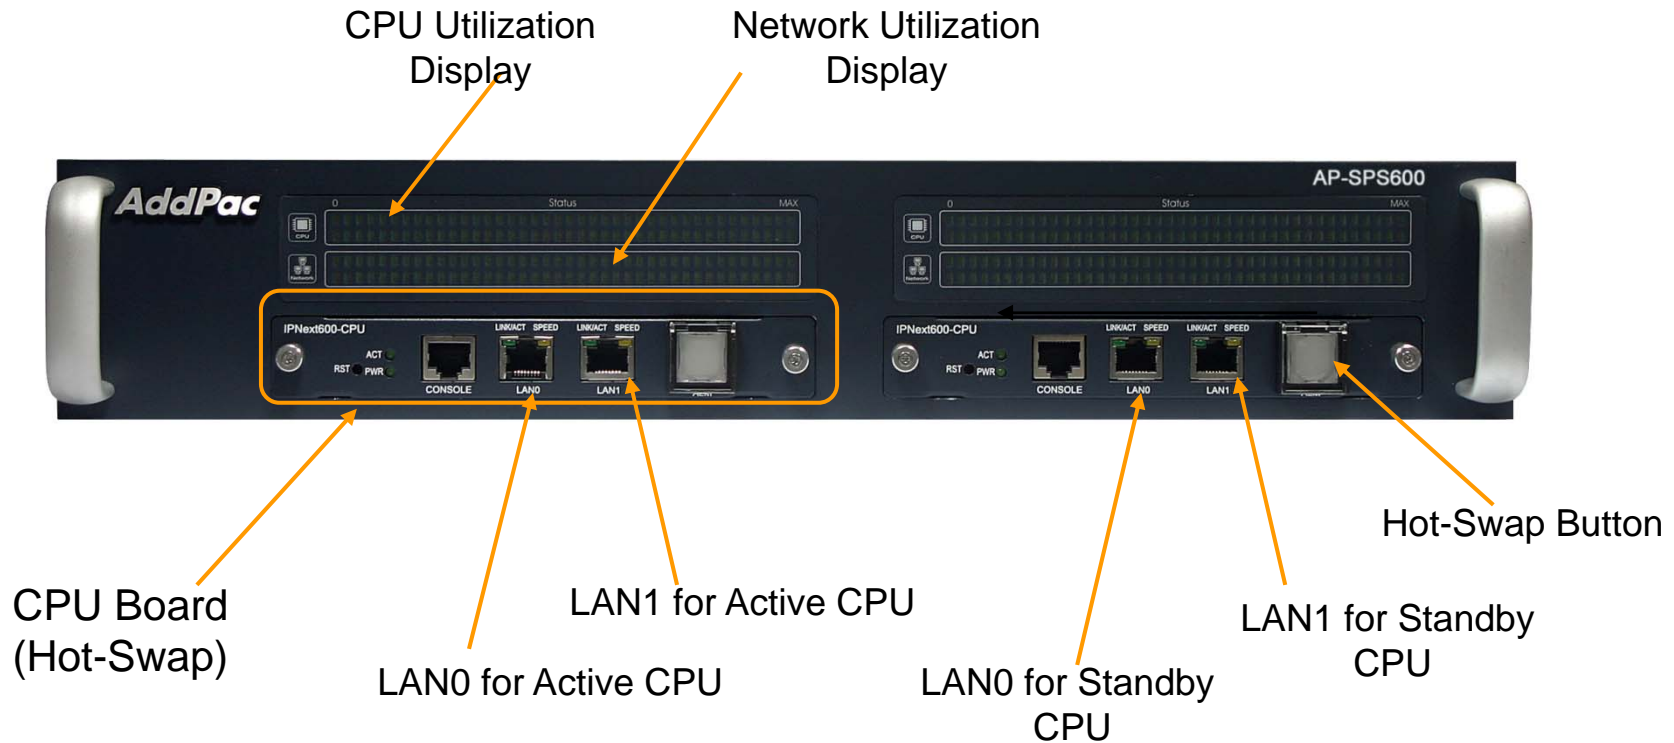 CPU Utilization
Display
Network Utilization
Display
AddPac
AP-SPS600
0 Status MAX
CPU
Network
0 Status MAX
CPU
Network
IPNext600-CPU
LINK/ACT SPEED LINK/ACT SPEED
ACT
RST PWR
CONSOLE LAN0 LAN1
IPNext600-CPU
LINK/ACT SPEED LINK/ACT SPEED
ACT
RST PWR
CONSOLE LAN0 LAN1
Hot-Swap Button
CPU Board
(Hot-Swap)
LAN1 for Active CPU
LAN0 for Active CPU
LAN1 for Standby
CPU
LAN0 for Standby
CPU